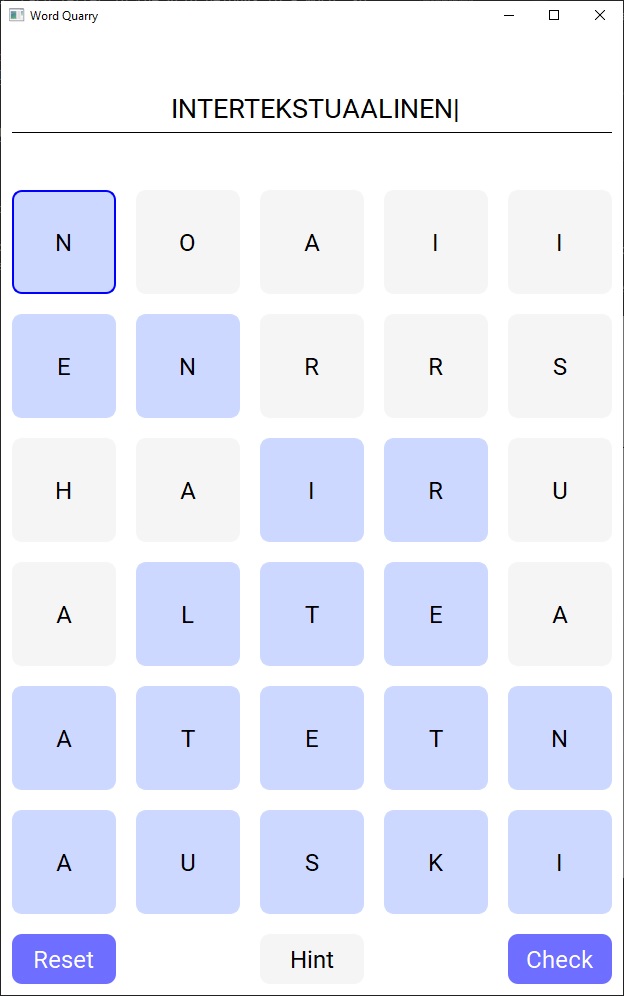 Word Quarry
INTERTEKSTUAALINEN|
N O A I I
E N R R S
H A I R U
A L T E A
A T E T N
A U S K I
Reset Hint Check